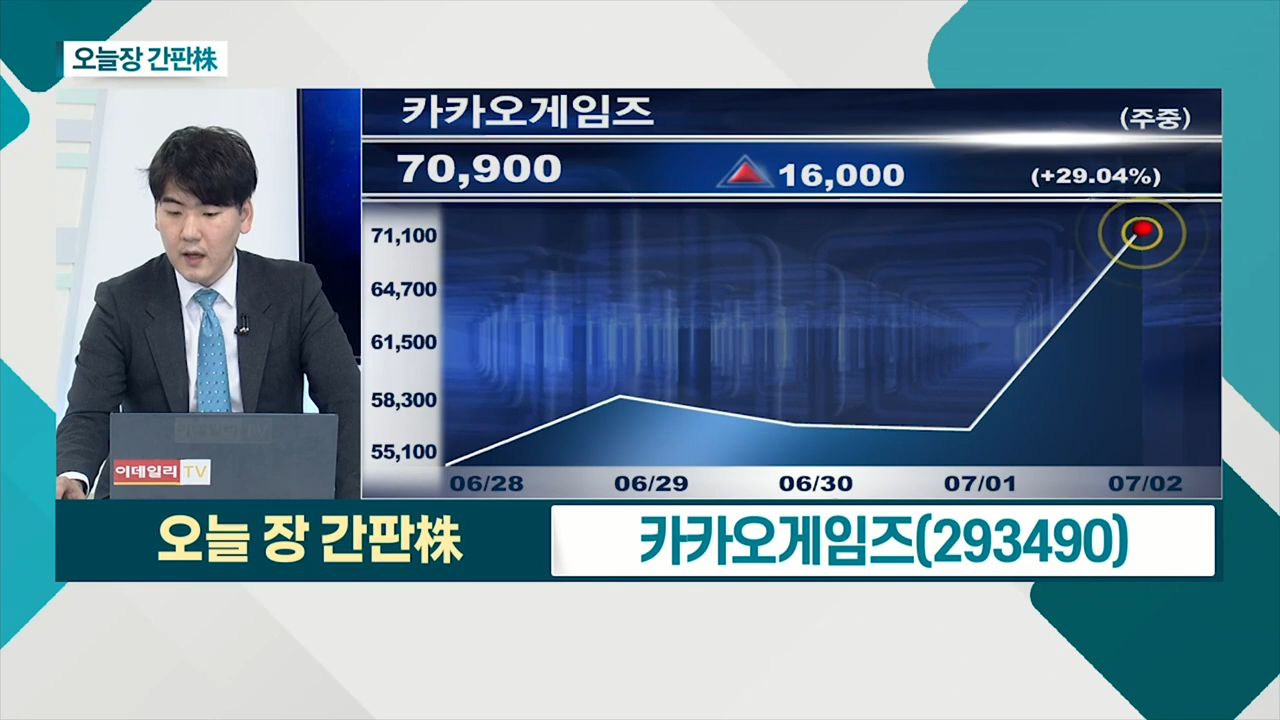 오늘장 간판株
카카오게임즈
(주중)
70,900
16,000
(+29.04%)
71,100
64,700
61,500
58,300
55,100
06/28
06/29
06/30
07/01
07/02
이데일리TV
오늘 장 간판株
카카오게임즈(293490)